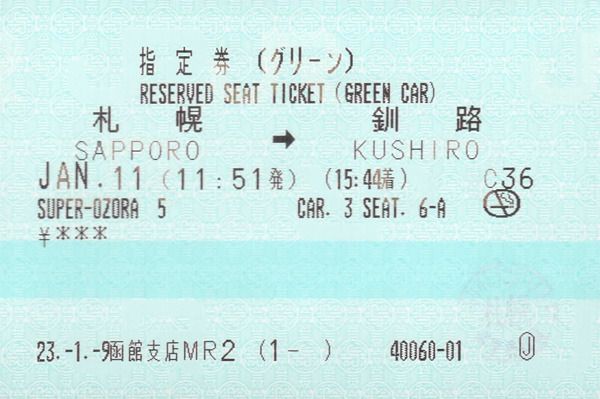 指定券(グリーン)
RESERVED SEAT TICKET(GREEN CAR)
札幌 ➡ 釧路
SAPPORO KUSHIRO
JAN.11(11:51発) (15:44着) C36
SUPER-OZORA 5 CAR. 3 SEAT. 6-A
¥***
23.-1.-9函館支店MR2 (1- ) 40060-01 Ⓙ